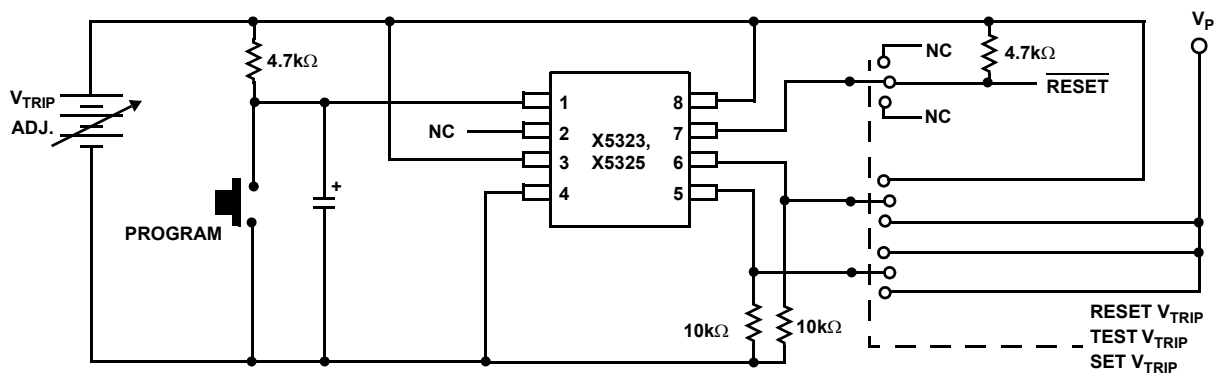 V_P
4.7kΩ
NC
4.7kΩ
RESET
NC
V_TRIP
ADJ.
1
8
NC
2
7
X5323,
X5325
3
6
4
5
+
PROGRAM
10kΩ
10kΩ
RESET V_TRIP
TEST V_TRIP
SET V_TRIP